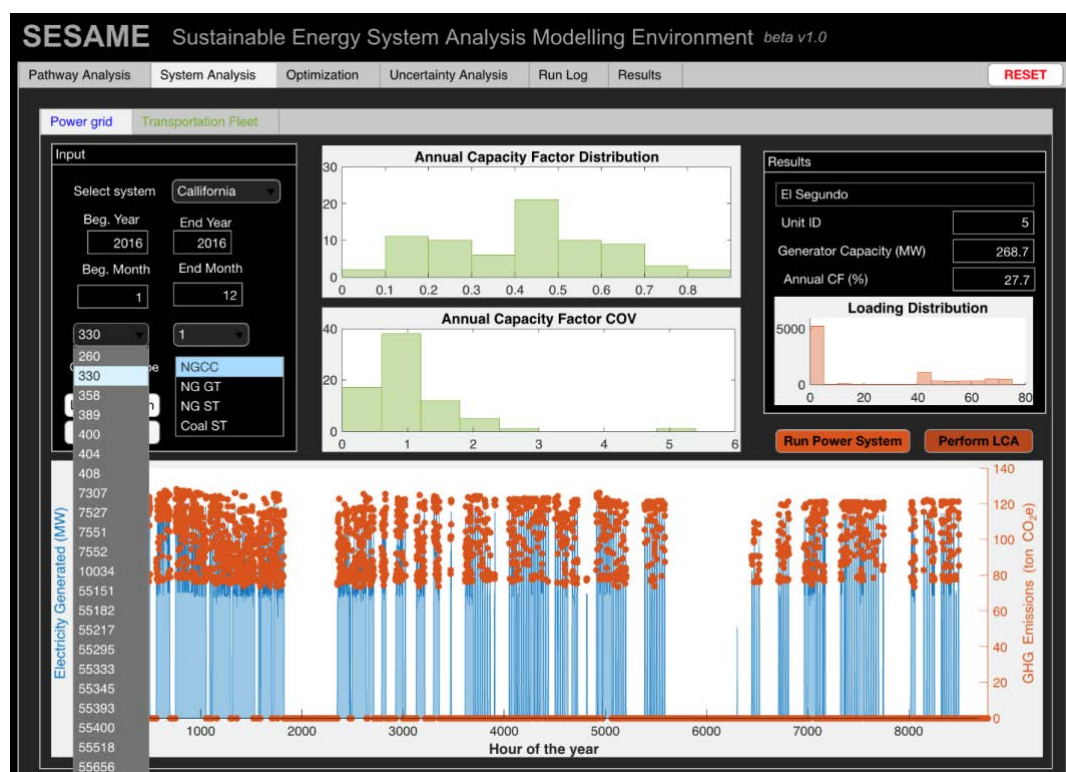 SESAME Sustainable Energy System Analysis Modelling Environment beta v1.0
Pathway Analysis System Analysis Optimization Uncertainty Analysis Run Log Results RESET
Power grid Transportation Fleet
Input
Select system Callifornia
Beg. Year End Year
2016 2016
Beg. Month End Month
1 12
330 1
260
330
358
389
400
404
408
7307
7527
7551
7552
10034
55151
55182
55217
55295
55333
55345
55393
55400
55518
55656
NGCC
NG GT
NG ST
Coal ST
Annual Capacity Factor Distribution
30
20
10
0
0 0.1 0.2 0.3 0.4 0.5 0.6 0.7 0.8
Annual Capacity Factor COV
40
20
0
0 1 2 3 4 5 6
Results
El Segundo
Unit ID 5
Generator Capacity (MW) 268.7
Annual CF (%) 27.7
Loading Distribution
5000
0
0 20 40 60 80
Run Power System Perform LCA
Electricity Generated (MW)
140
120
100
80
60
40
20
0
GHG Emissions (ton CO₂e)
1000 2000 3000 4000 5000 6000 7000 8000
Hour of the year